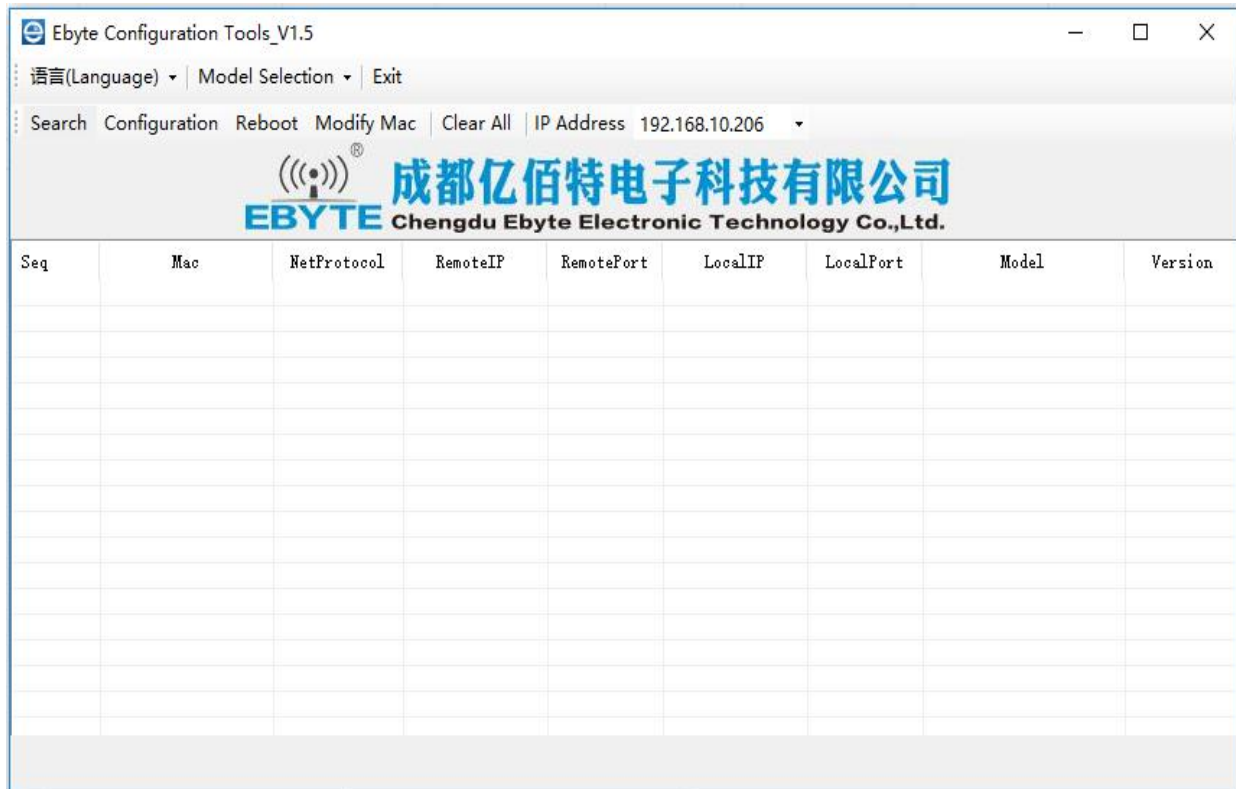 Ebyte Configuration Tools_V1.5
语言(Language) Model Selection Exit
Search Configuration Reboot Modify Mac Clear All IP Address 192.168.10.206
®
成都亿佰特电子科技有限公司
EBYTE Chengdu Ebyte Electronic Technology Co.,Ltd.
Seq Mac NetProtocol RemoteIP RemotePort LocalIP LocalPort Model Version